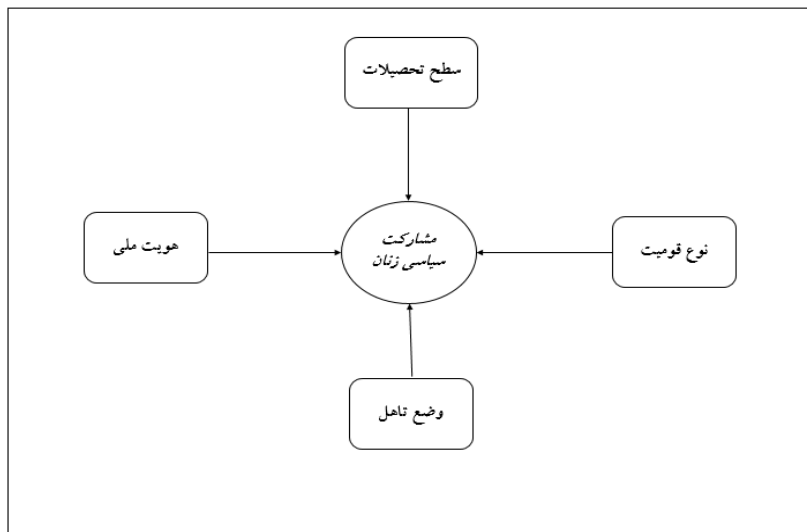 سطح تحصیلات
نوع قومیت
مشارکت
سیاسی زنان
هویت ملی
وضع تاهل